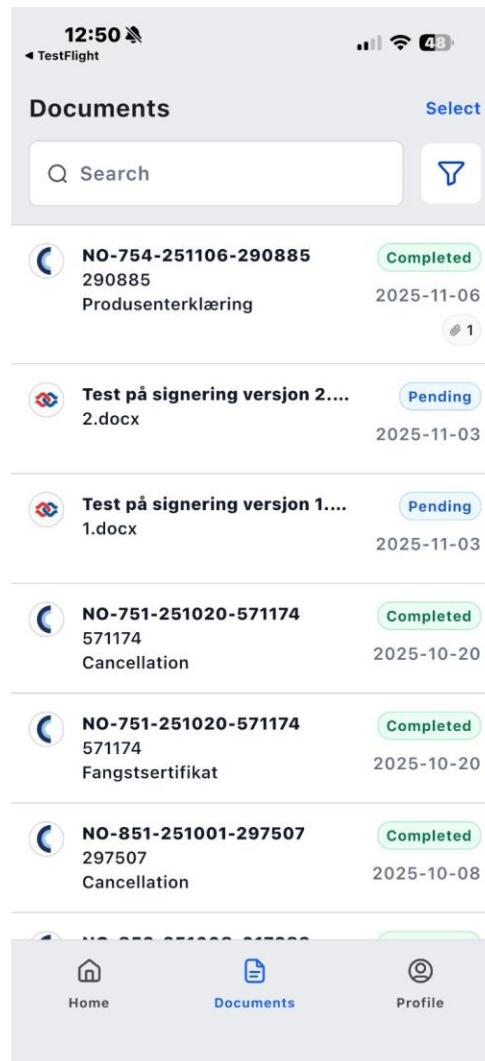 12:50
◀ TestFlight
48
Documents
Select
Search
NO-754-251106-290885
Completed
290885
2025-11-06
Produsenterklæring
1
Test på signering versjon 2....
Pending
2.docx
2025-11-03
Test på signering versjon 1....
Pending
1.docx
2025-11-03
NO-751-251020-571174
Completed
571174
2025-10-20
Cancellation
NO-751-251020-571174
Completed
571174
2025-10-20
Fangstsertifikat
NO-851-251001-297507
Completed
297507
2025-10-08
Cancellation
Home
Documents
Profile